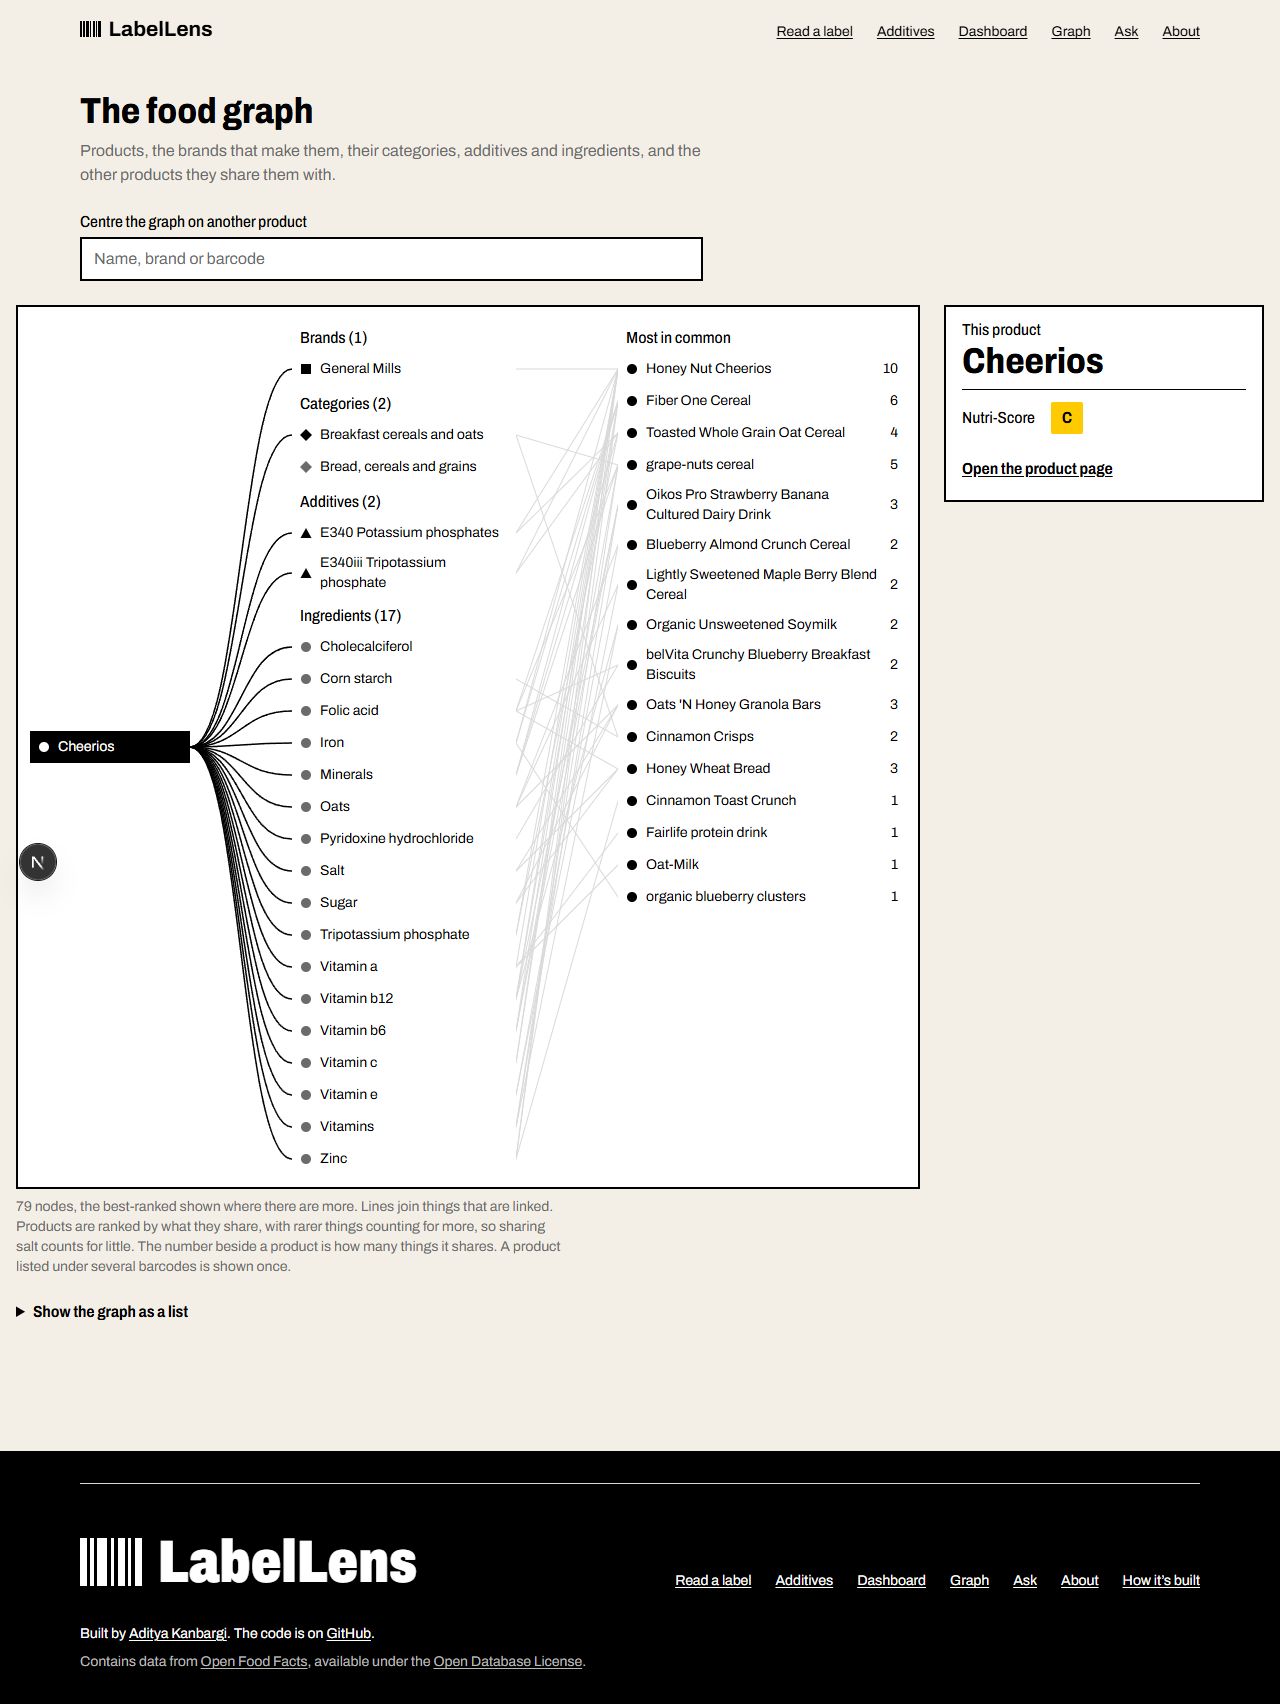 LabelLens
Read a label
Additives
Dashboard
Graph
Ask
About
The food graph
Products, the brands that make them, their categories, additives and ingredients, and the
other products they share them with.
Centre the graph on another product
Name, brand or barcode
Cheerios
Brands (1)
General Mills
Categories (2)
Breakfast cereals and oats
Bread, cereals and grains
Additives (2)
E340 Potassium phosphates
E340iii Tripotassium
phosphate
Ingredients (17)
Cholecalciferol
Corn starch
Folic acid
Iron
Minerals
Oats
Pyridoxine hydrochloride
Salt
Sugar
Tripotassium phosphate
Vitamin a
Vitamin b12
Vitamin b6
Vitamin c
Vitamin e
Vitamins
Zinc
Most in common
Honey Nut Cheerios 10
Fiber One Cereal 6
Toasted Whole Grain Oat Cereal 4
grape-nuts cereal 5
Oikos Pro Strawberry Banana
Cultured Dairy Drink 3
Blueberry Almond Crunch Cereal 2
Lightly Sweetened Maple Berry Blend
Cereal 2
Organic Unsweetened Soymilk 2
belVita Crunchy Blueberry Breakfast
Biscuits 2
Oats 'N Honey Granola Bars 3
Cinnamon Crisps 2
Honey Wheat Bread 3
Cinnamon Toast Crunch 1
Fairlife protein drink 1
Oat-Milk 1
organic blueberry clusters 1
This product
Cheerios
Nutri-Score C
Open the product page
N
79 nodes, the best-ranked shown where there are more. Lines join things that are linked.
Products are ranked by what they share, with rarer things counting for more, so sharing
salt counts for little. The number beside a product is how many things it shares. A product
listed under several barcodes is shown once.
Show the graph as a list
LabelLens
Read a label
Additives
Dashboard
Graph
Ask
About
How it's built
Built by Aditya Kanbargi. The code is on GitHub.
Contains data from Open Food Facts, available under the Open Database License.